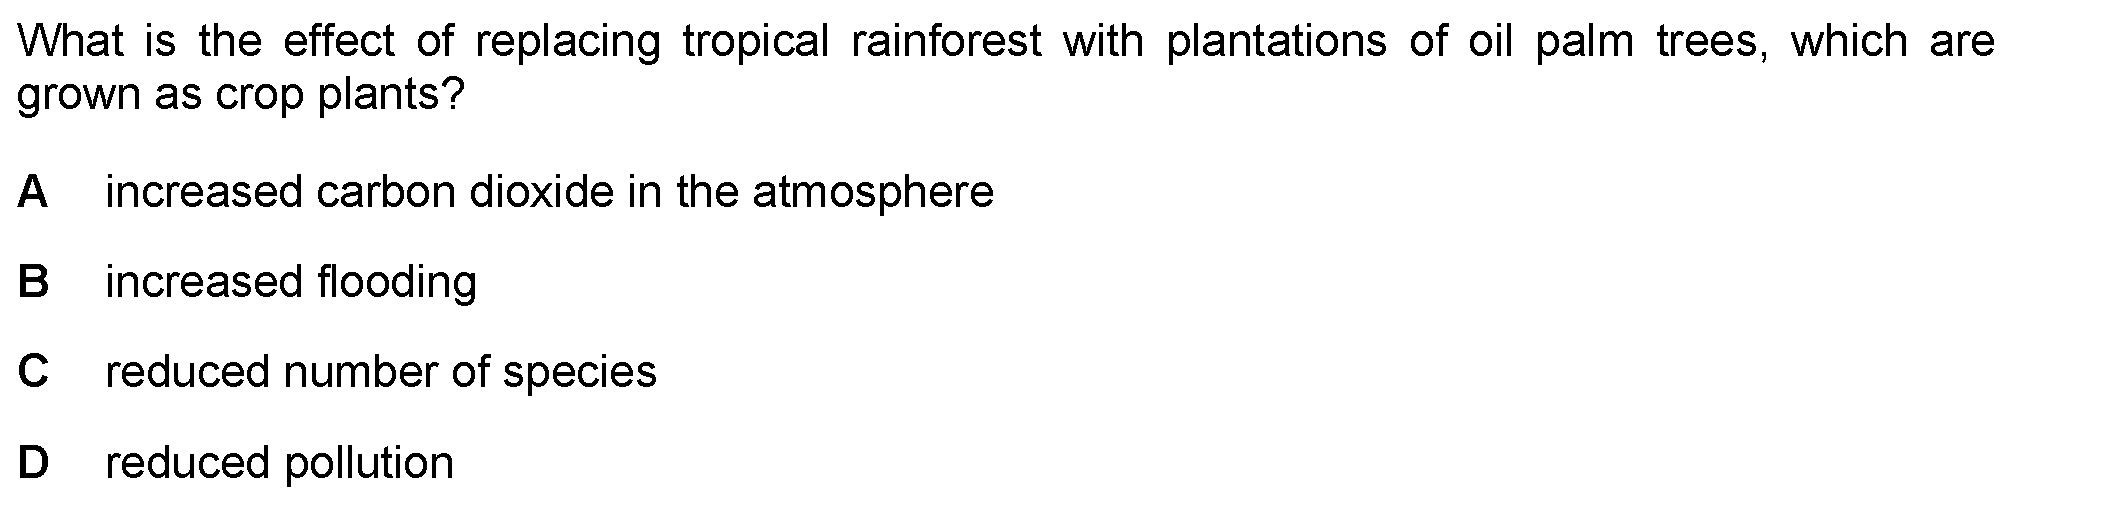 What is the effect of replacing tropical rainforest with plantations of oil palm trees, which are
grown as crop plants?
A increased carbon dioxide in the atmosphere
B increased flooding
C reduced number of species
D reduced pollution